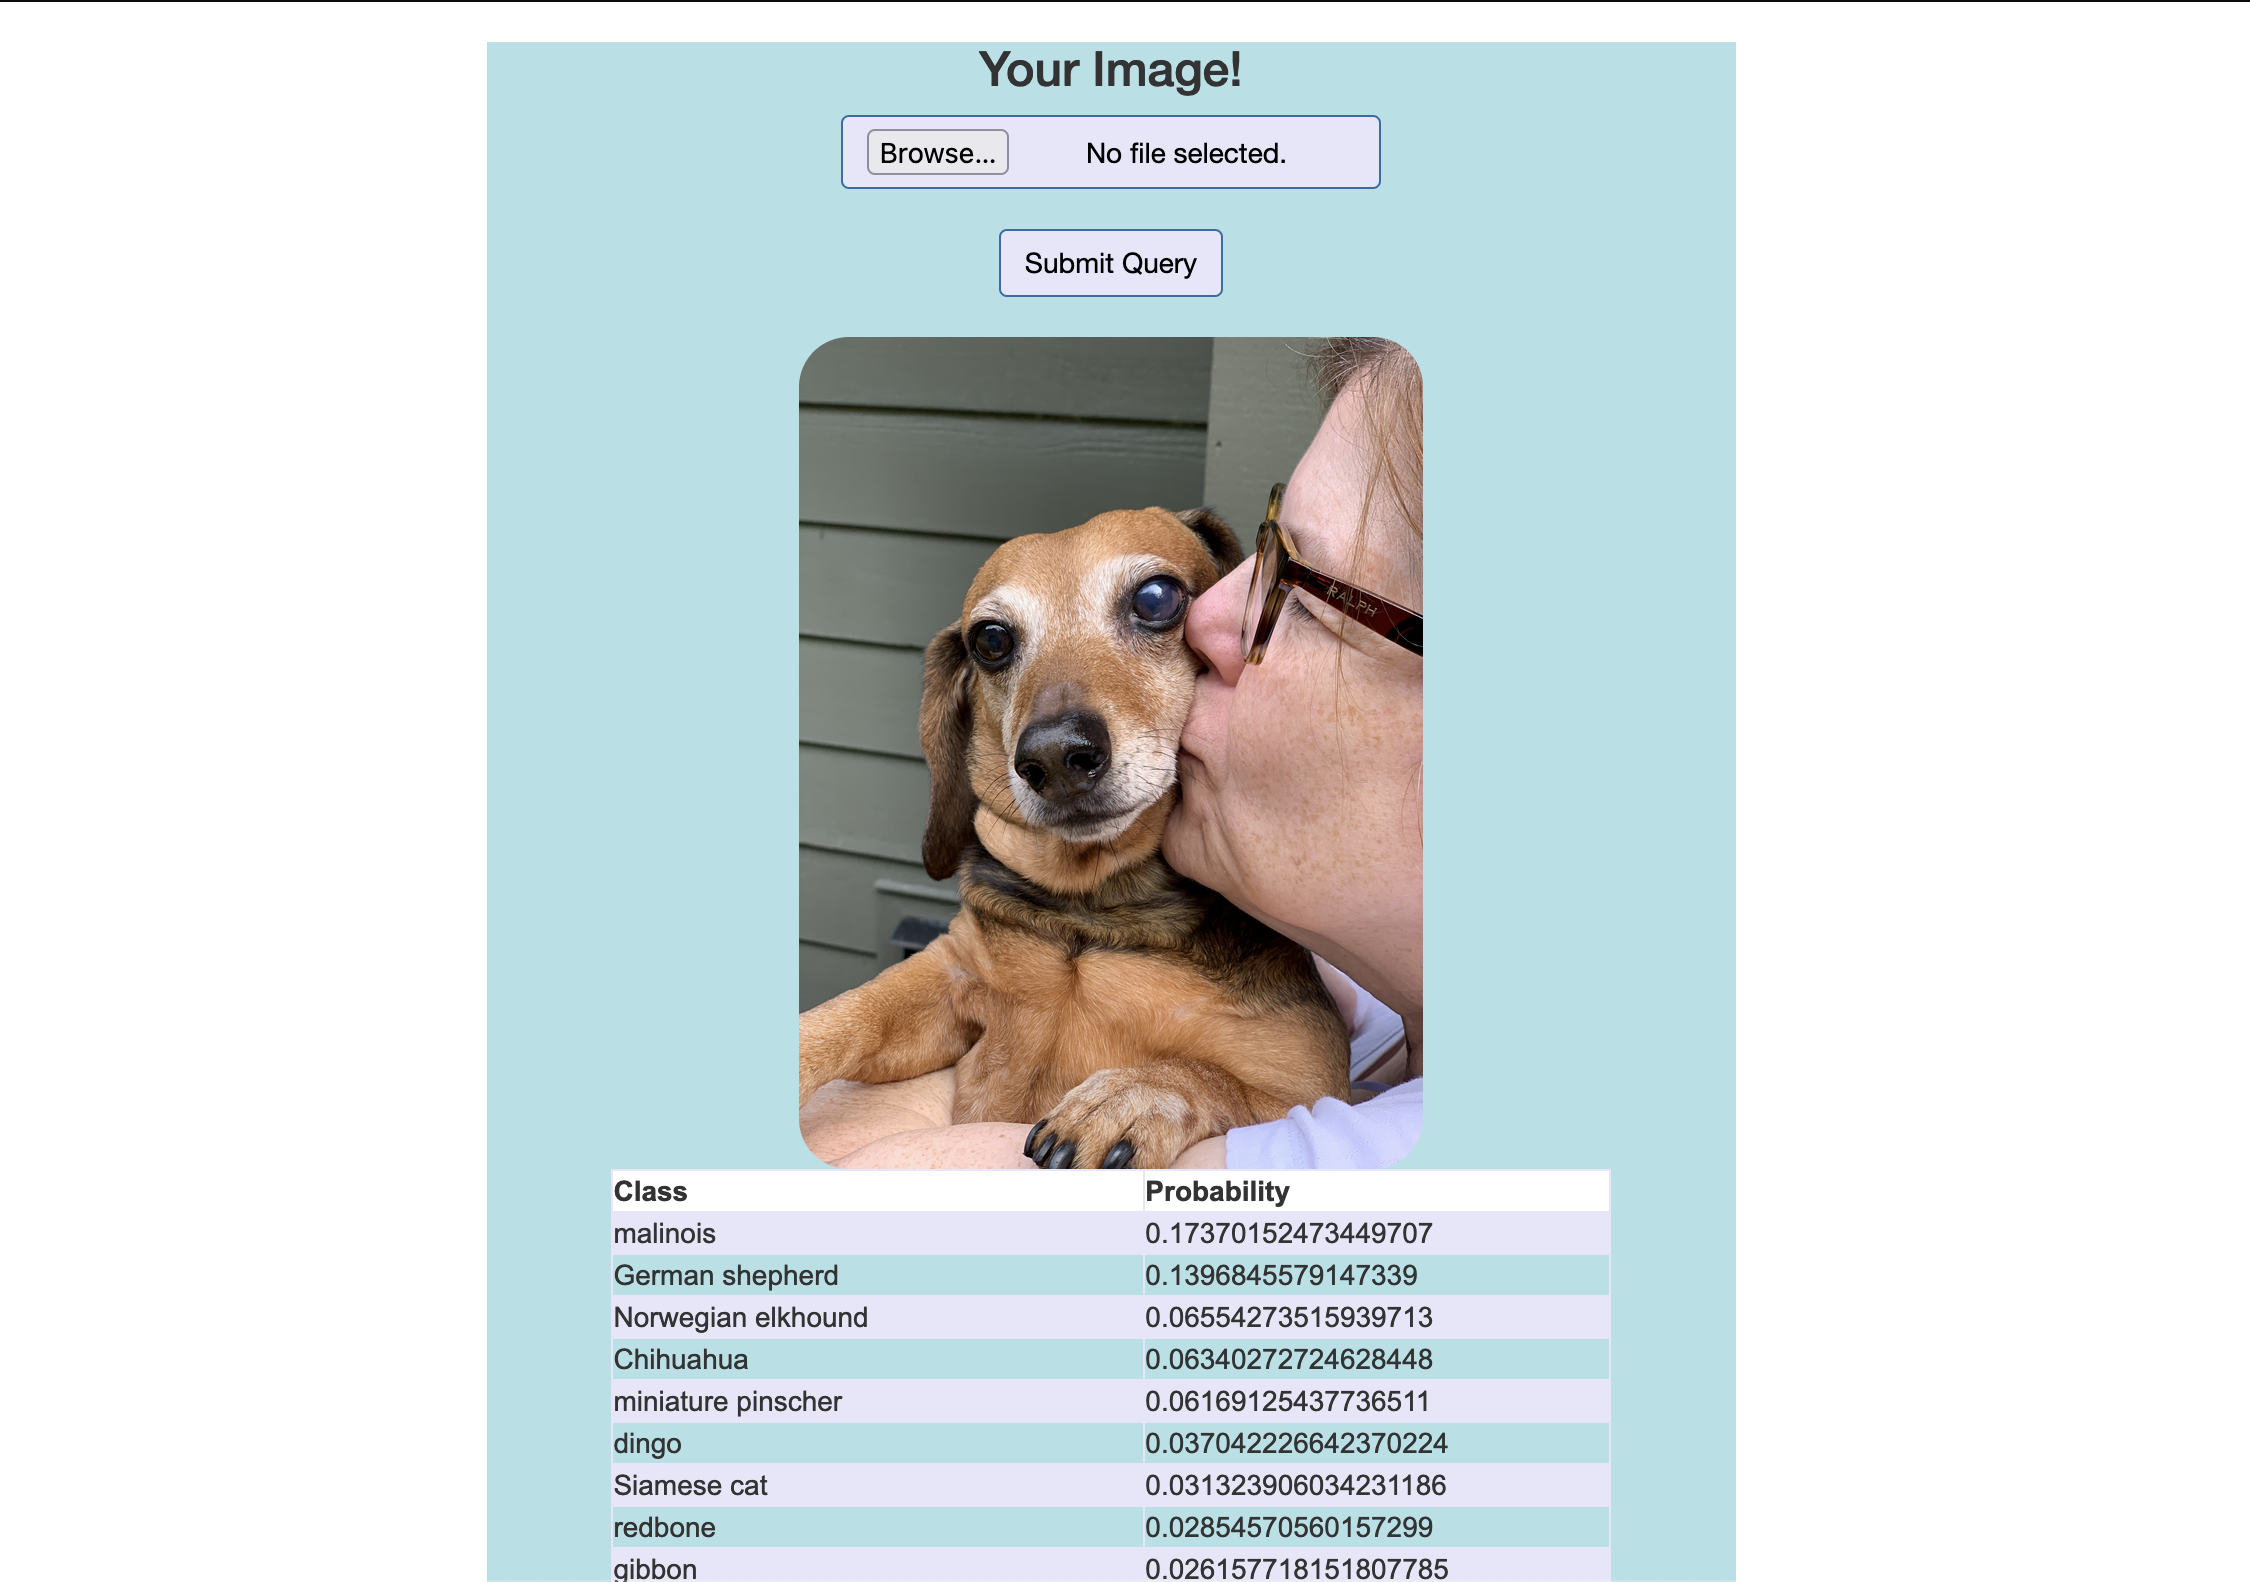 Your Image!
Browse... No file selected.
Submit Query
RALPH
Class Probability
malinois 0.17370152473449707
German shepherd 0.1396845579147339
Norwegian elkhound 0.06554273515939713
Chihuahua 0.06340272724628448
miniature pinscher 0.06169125437736511
dingo 0.037042226642370224
Siamese cat 0.031323906034231186
redbone 0.02854570560157299
gibbon 0.026157718151807785